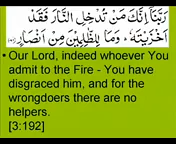 رَبَّنَا إِنَّكَ مَنْ تُدْخِلِ النَّارَ فَقَدْ
أَخْزَيْتَهُ ۖ وَمَا لِلظَّالِمِينَ مِنْ أَنْصَارٍ
• Our Lord, indeed whoever You
admit to the Fire - You have
disgraced him, and for the
wrongdoers there are no
helpers.
[3:192]